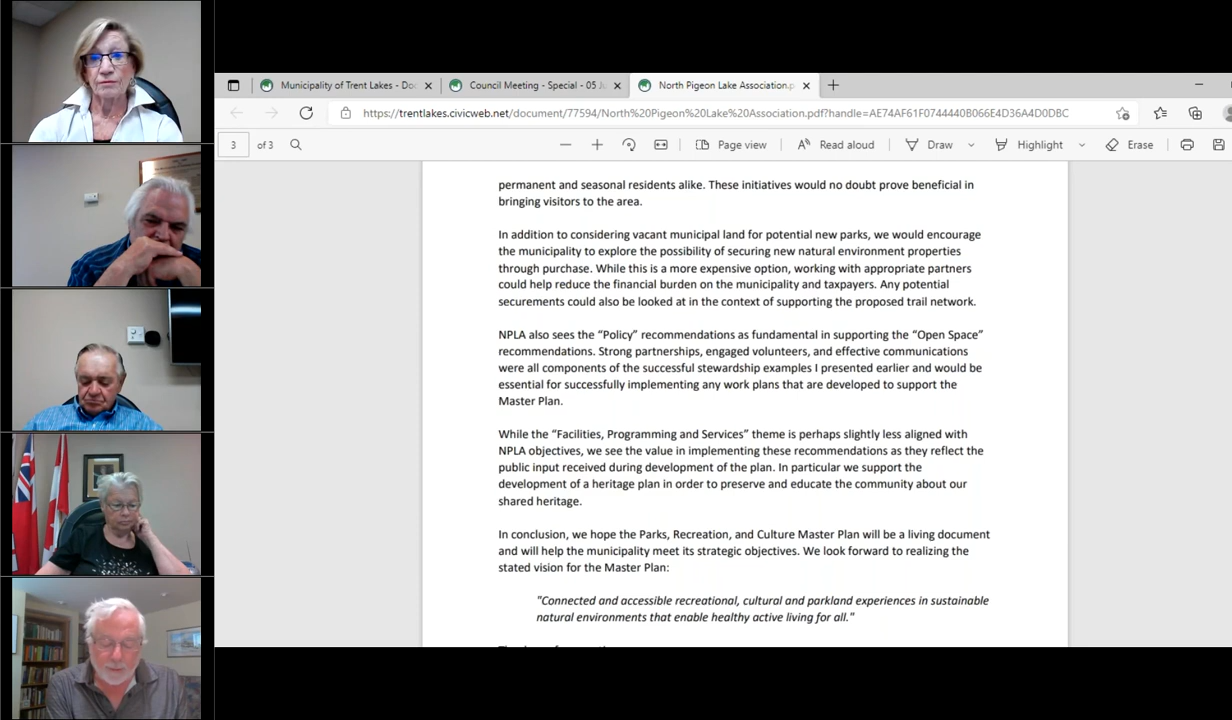 Municipality of Trent Lakes - Doc
Council Meeting - Special - 05 Ju
North Pigeon Lake Association.p
https://trentlakes.civicweb.net/document/77594/North%20Pigeon%20Lake%20Association.pdf?handle=AE74AF61F0744440B066E4D36A4D0DBC
3 of 3
Page view
Read aloud
Draw
Highlight
Erase
permanent and seasonal residents alike. These initiatives would no doubt prove beneficial in
bringing visitors to the area.
In addition to considering vacant municipal land for potential new parks, we would encourage
the municipality to explore the possibility of securing new natural environment properties
through purchase. While this is a more expensive option, working with appropriate partners
could help reduce the financial burden on the municipality and taxpayers. Any potential
securements could also be looked at in the context of supporting the proposed trail network.
NPLA also sees the “Policy” recommendations as fundamental in supporting the “Open Space”
recommendations. Strong partnerships, engaged volunteers, and effective communications
were all components of the successful stewardship examples I presented earlier and would be
essential for successfully implementing any work plans that are developed to support the
Master Plan.
While the “Facilities, Programming and Services” theme is perhaps slightly less aligned with
NPLA objectives, we see the value in implementing these recommendations as they reflect the
public input received during development of the plan. In particular we support the
development of a heritage plan in order to preserve and educate the community about our
shared heritage.
In conclusion, we hope the Parks, Recreation, and Culture Master Plan will be a living document
and will help the municipality meet its strategic objectives. We look forward to realizing the
stated vision for the Master Plan:
"Connected and accessible recreational, cultural and parkland experiences in sustainable
natural environments that enable healthy active living for all."